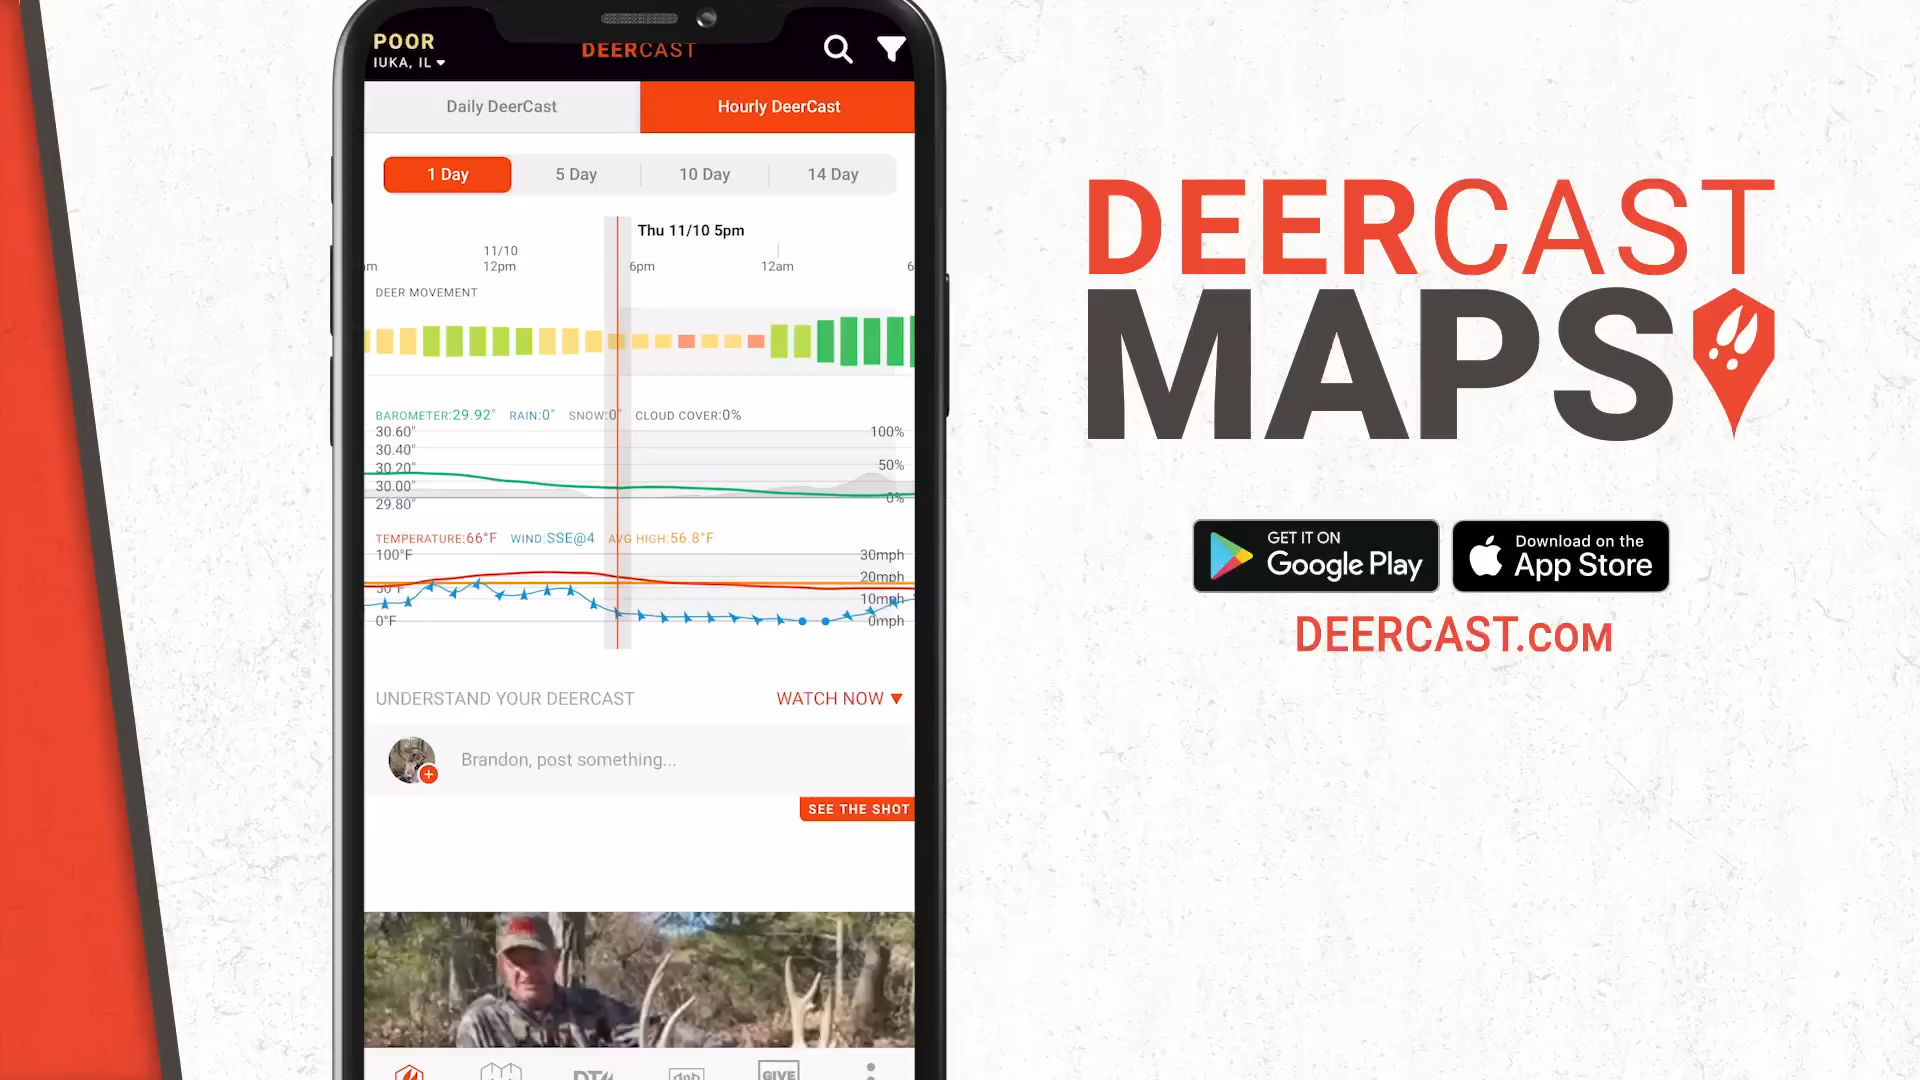 POOR
IUKA, IL
DEERCAST
Daily DeerCast
Hourly DeerCast
1 Day
5 Day
10 Day
14 Day
Thu 11/10 5pm
11/10
12pm
6pm
12am
DEER MOVEMENT
BAROMETER:29.92" RAIN:0" SNOW:0" CLOUD COVER:0%
30.60"
100%
30.40"
30.20"
50%
30.00"
29.80"
0%
TEMPERATURE:66°F WIND:SSE@4 AVG HIGH:56.8°F
100°F
30mph
20mph
50°F
10mph
0°F
0mph
UNDERSTAND YOUR DEERCAST
WATCH NOW
Brandon, post something...
SEE THE SHOT
GIVE
DEERCAST
MAPS
GET IT ON
Google Play
Download on the
App Store
DEERCAST.COM